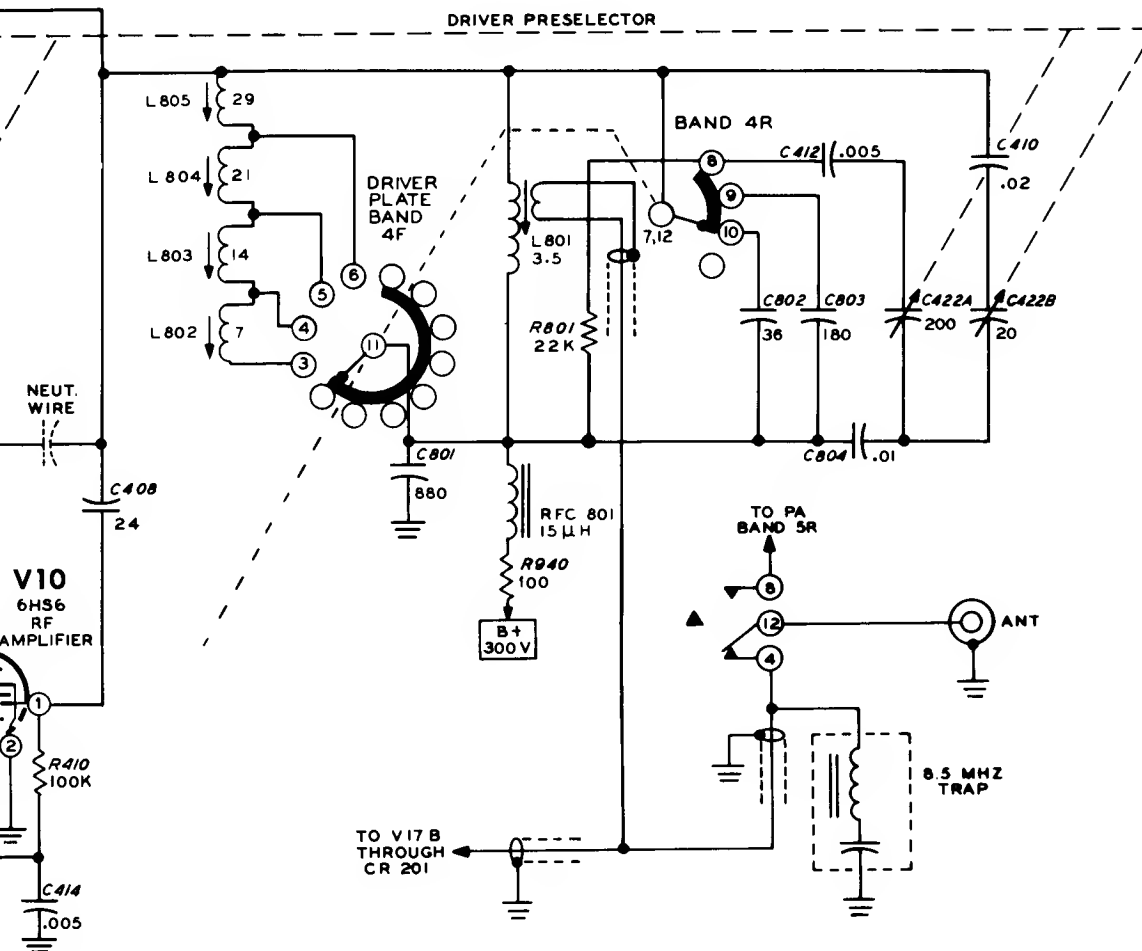 DRIVER PRESELECTOR
L805
29
L804
21
L803
14
L802
7
DRIVER
PLATE
BAND
4F
6
5
4
3
11
BAND 4R
8
9
10
7,12
C412
.005
C410
.02
L801
3.5
R801
22K
C802
36
C803
180
C422A
200
C422B
20
C804
.01
NEUT.
WIRE
C408
24
C801
880
RFC 801
15μH
R940
100
B+
300V
V10
6HS6
RF
AMPLIFIER
1
2
R410
100K
C414
.005
TO PA
BAND 5R
8
12
4
ANT
8.5 MHZ
TRAP
TO V17B
THROUGH
CR 201